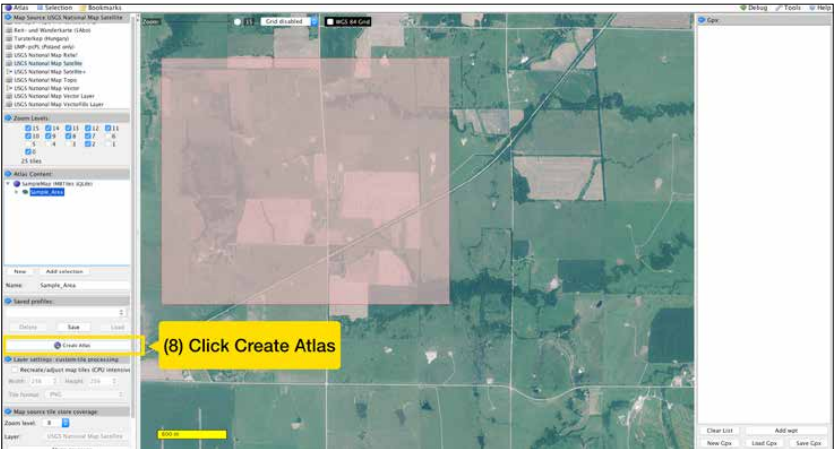 Atlas Selection Bookmarks
Debug Tools Help
Map Source USGS National Map Satellite
Reit- und Wanderkarte (Abo)
Turisterkep (Hungary)
UMP-pcPL (Poland only)
USGS National Map Relief
USGS National Map Satellite
USGS National Map Satellite+
USGS National Map Topo
USGS National Map Vector
USGS National Map Vector Layer
USGS National Map Vectorfills Layer
Zoom Levels:
15 14 13 12 11
10 9 8 7 6
5 4 3 2 1
0
25 tiles
Atlas Content:
SampleMap (MBTiles SQLite)
Sample_Area
New Add selection
Name: Sample_Area
Saved profiles:
Delete Save Load
Create Atlas
Layer settings: custom tile processing
Recreate/adjust map tiles (CPU intensive
Width: 256 Height: 256
Tile format: PNG
Map source tile store coverage
Zoom level: 8
Layer: USGS National Map Satellite
Zoom: 15 Grid disabled WGS 84 Grid
(8) Click Create Atlas
800 m
Gpx:
Clear List Add wpt
New Gpx Load Gpx Save Gpx